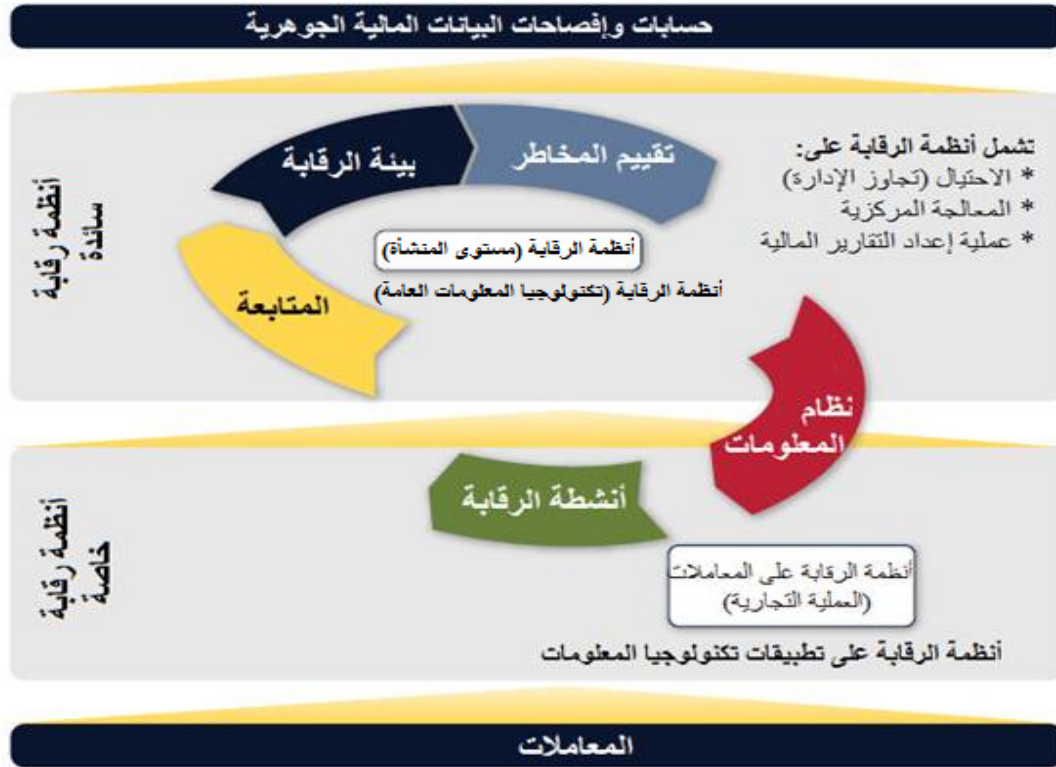 حسابات وإفصاحات البيانات المالية الجوهرية
أنظمة رقابة
سائدة
تشمل أنظمة الرقابة على:
* الاحتيال (تجاوز الإدارة)
* المعالجة المركزية
* عملية إعداد التقارير المالية
تقييم المخاطر
بيئة الرقابة
المتابعة
أنظمة الرقابة (مستوى المنشأة)
أنظمة الرقابة (تكنولوجيا المعلومات العامة)
نظام
المعلومات
أنظمة رقابة
خاصة
أنشطة الرقابة
أنظمة الرقابة على المعاملات
(العملية التجارية)
أنظمة الرقابة على تطبيقات تكنولوجيا المعلومات
المعاملات